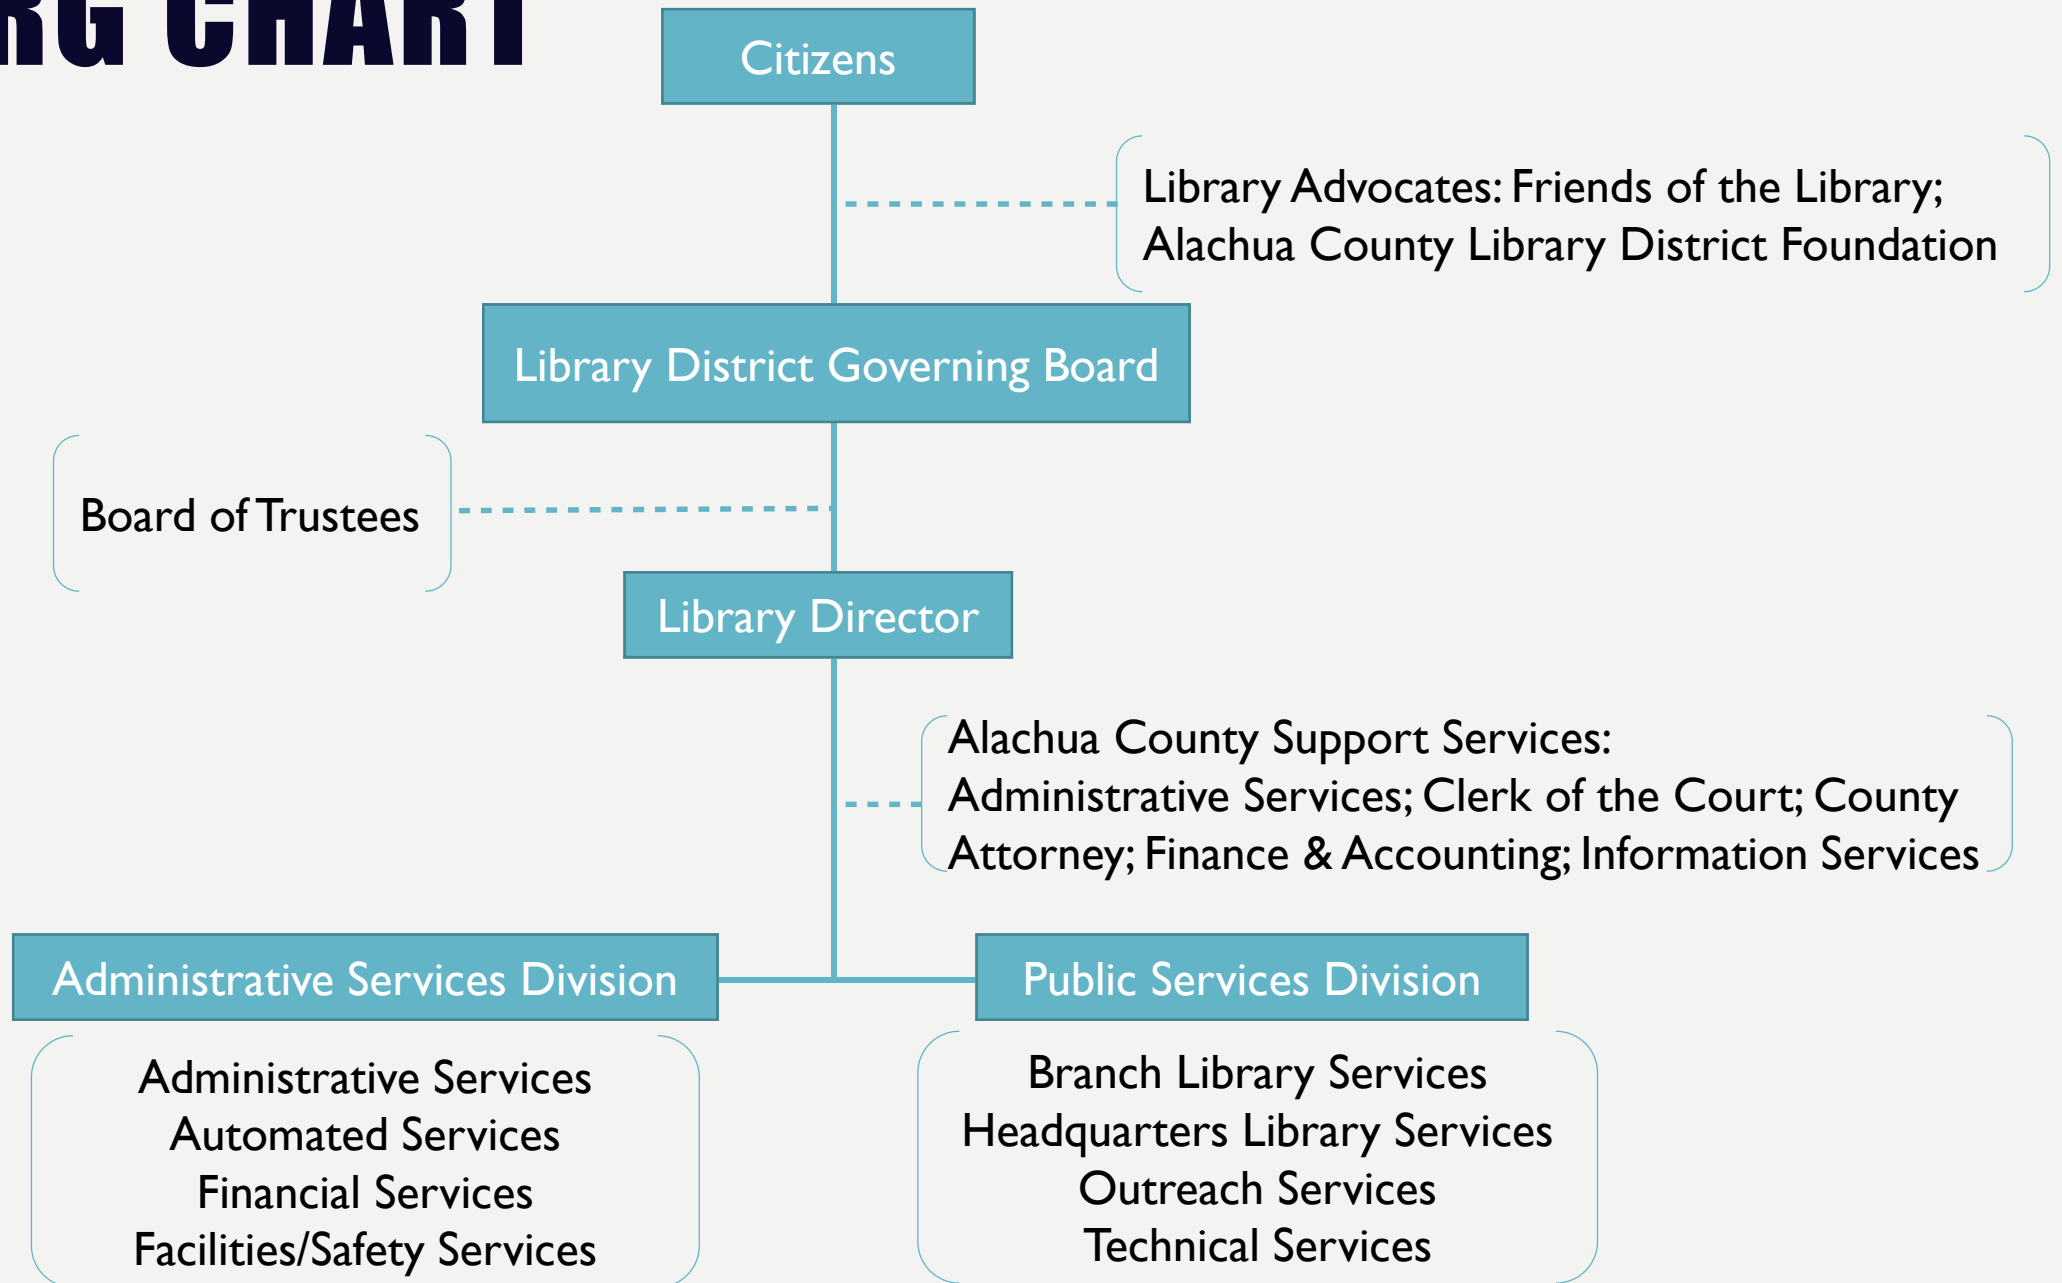 RG CHART
Citizens
Library Advocates: Friends of the Library;
Alachua County Library District Foundation
Library District Governing Board
Board of Trustees
Library Director
Alachua County Support Services:
Administrative Services; Clerk of the Court; County
Attorney; Finance & Accounting; Information Services
Administrative Services Division
Public Services Division
Administrative Services
Automated Services
Financial Services
Facilities/Safety Services
Branch Library Services
Headquarters Library Services
Outreach Services
Technical Services